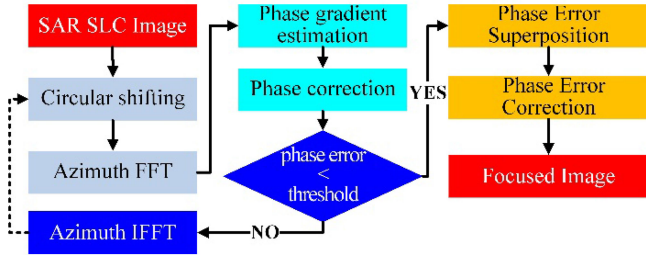 SAR SLC Image
Circular shifting
Azimuth FFT
Azimuth IFFT
Phase gradient
estimation
Phase correction
phase error
<
threshold
NO
YES
Phase Error
Superposition
Phase Error
Correction
Focused Image